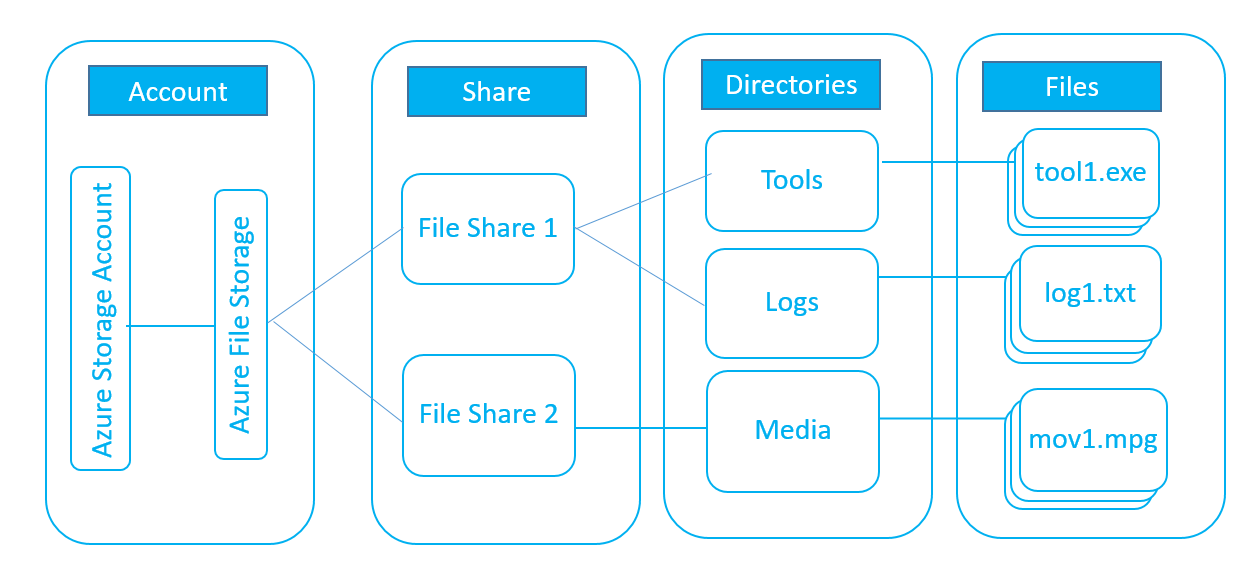 Account
Azure Storage Account
Azure File Storage
Share
File Share 1
File Share 2
Directories
Tools
Logs
Media
Files
tool1.exe
log1.txt
mov1.mpg